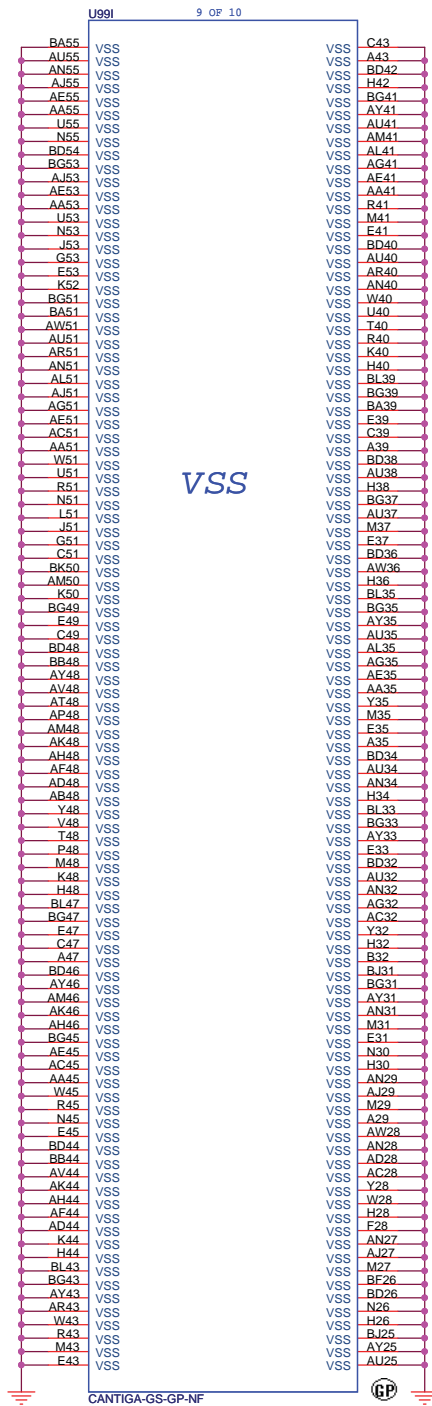 U99I 9 OF 10
BA55 VSS VSS C43
AU55 VSS VSS A43
AN55 VSS VSS BD42
AJ55 VSS VSS H42
AE55 VSS VSS BG41
AA55 VSS VSS AY41
U55 VSS VSS AU41
N55 VSS VSS AM41
BD54 VSS VSS AL41
BG53 VSS VSS AG41
AJ53 VSS VSS AE41
AE53 VSS VSS AA41
AA53 VSS VSS R41
U53 VSS VSS M41
N53 VSS VSS E41
J53 VSS VSS BD40
G53 VSS VSS AU40
E53 VSS VSS AR40
K52 VSS VSS AN40
BG51 VSS VSS W40
BA51 VSS VSS U40
AW51 VSS VSS T40
AU51 VSS VSS R40
AR51 VSS VSS K40
AN51 VSS VSS H40
AL51 VSS VSS BL39
AJ51 VSS VSS BG39
AG51 VSS VSS BA39
AE51 VSS VSS E39
AC51 VSS VSS C39
AA51 VSS VSS A39
W51 VSS VSS BD38
VSS
U51 VSS VSS AU38
R51 VSS VSS H38
N51 VSS VSS BG37
L51 VSS VSS AU37
J51 VSS VSS M37
G51 VSS VSS E37
C51 VSS VSS BD36
BK50 VSS VSS AW36
AM50 VSS VSS H36
K50 VSS VSS BL35
BG49 VSS VSS BG35
E49 VSS VSS AY35
C49 VSS VSS AU35
BD48 VSS VSS AL35
BB48 VSS VSS AG35
AY48 VSS VSS AE35
AV48 VSS VSS AA35
AT48 VSS VSS Y35
AP48 VSS VSS M35
AM48 VSS VSS E35
AK48 VSS VSS A35
AH48 VSS VSS BD34
AF48 VSS VSS AU34
AD48 VSS VSS AN34
AB48 VSS VSS H34
Y48 VSS VSS BL33
V48 VSS VSS BG33
T48 VSS VSS AY33
P48 VSS VSS E33
M48 VSS VSS BD32
K48 VSS VSS AU32
H48 VSS VSS AN32
BL47 VSS VSS AG32
BG47 VSS VSS AC32
E47 VSS VSS Y32
C47 VSS VSS H32
A47 VSS VSS B32
BD46 VSS VSS BJ31
AY46 VSS VSS BG31
AM46 VSS VSS AY31
AK46 VSS VSS AN31
AH46 VSS VSS M31
BG45 VSS VSS E31
AE45 VSS VSS N30
AC45 VSS VSS H30
AA45 VSS VSS AN29
W45 VSS VSS AJ29
R45 VSS VSS M29
N45 VSS VSS A29
E45 VSS VSS AW28
BD44 VSS VSS AN28
BB44 VSS VSS AD28
AV44 VSS VSS AC28
AK44 VSS VSS Y28
AH44 VSS VSS W28
AF44 VSS VSS H28
AD44 VSS VSS F28
K44 VSS VSS AN27
H44 VSS VSS AJ27
BL43 VSS VSS M27
BG43 VSS VSS BF26
AY43 VSS VSS BD26
AR43 VSS VSS N26
W43 VSS VSS H26
R43 VSS VSS BJ25
M43 VSS VSS AY25
E43 VSS VSS AU25
CANTIGA-GS-GP-NF GP